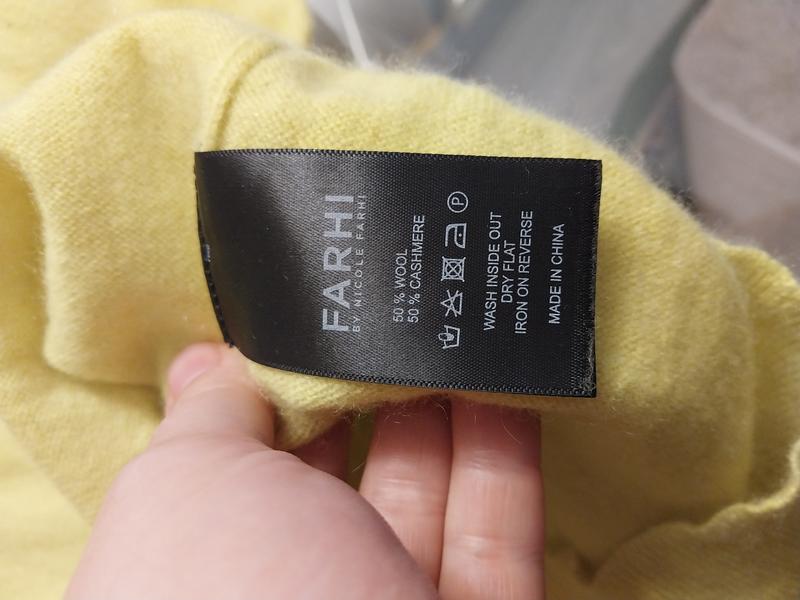 FARHI
BY NICOLE FARHI
50 % WOOL
50 % CASHMERE
P
WASH INSIDE OUT
DRY FLAT
IRON ON REVERSE
MADE IN CHINA